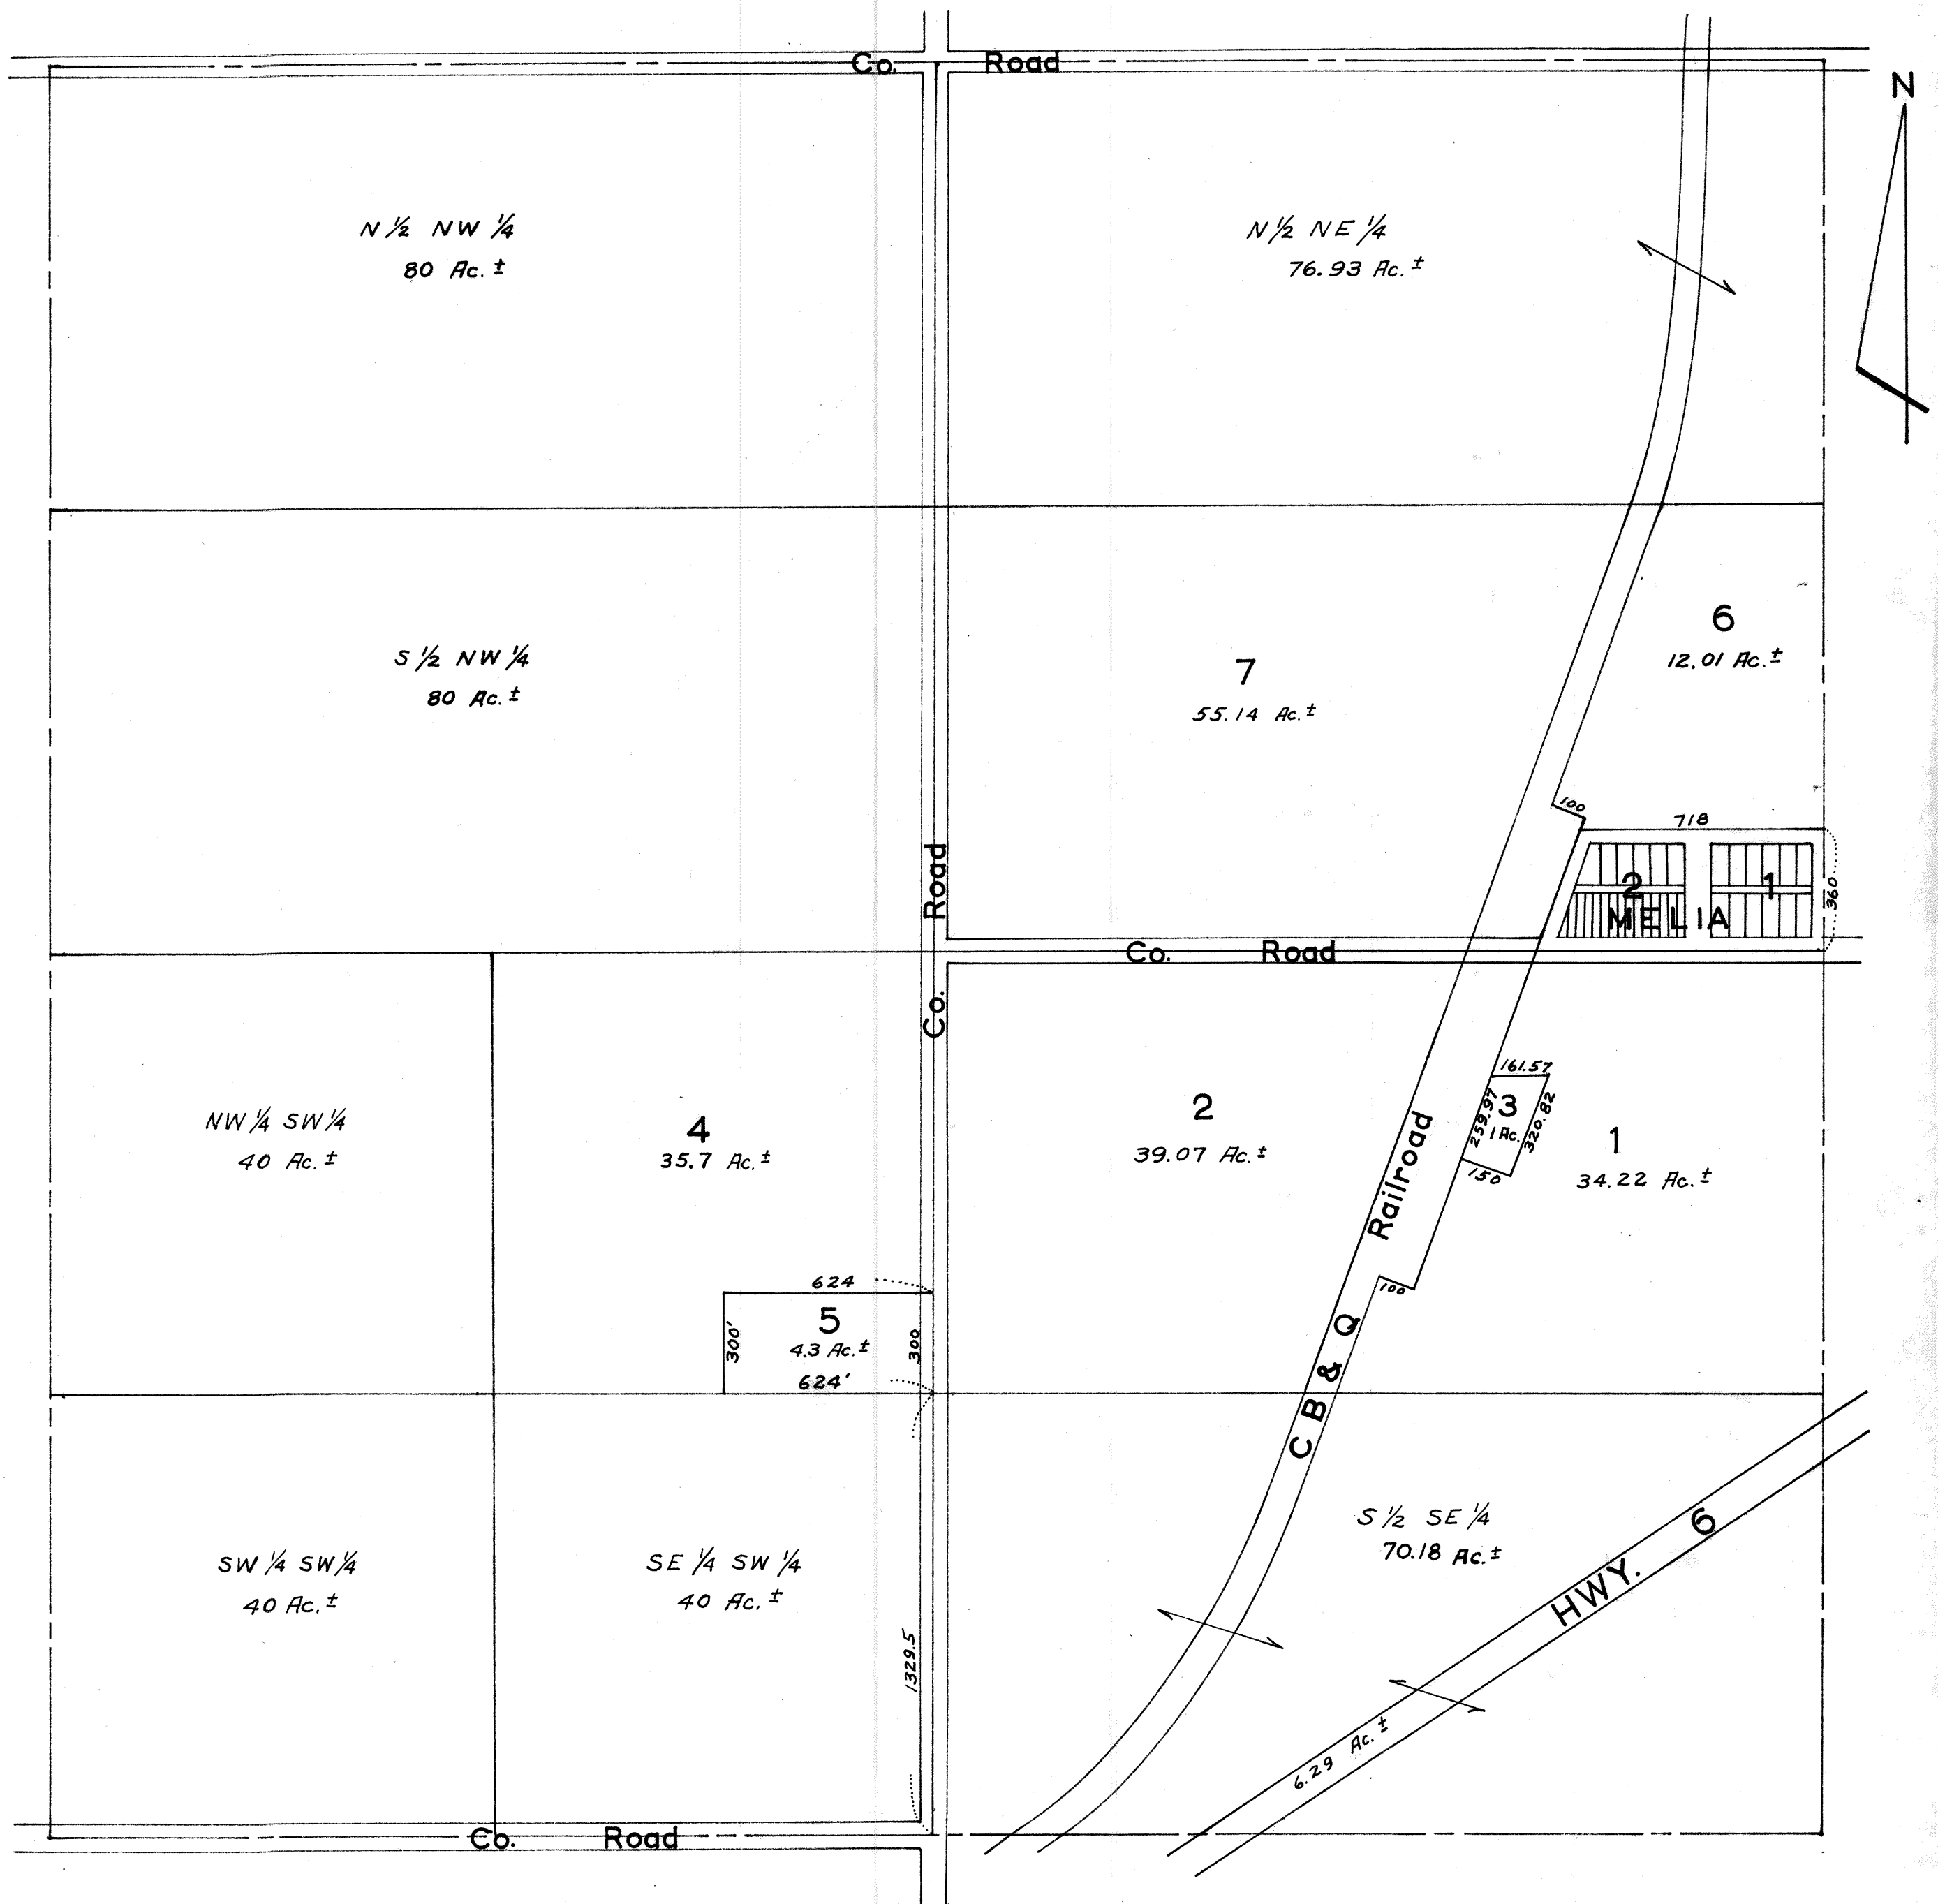 Co. Road
N
N ½ NW ¼
80 Ac. ±
N ½ NE ¼
76.93 Ac. ±
S ½ NW ¼
80 Ac. ±
7
55.14 Ac. ±
6
12.01 Ac. ±
100
718
2
1
MELIA
360
Co. Road
Co. Road
NW ¼ SW ¼
40 Ac. ±
4
35.7 Ac. ±
2
39.07 Ac. ±
161.57
259.97
3
1 Ac.
320.82
150
1
34.22 Ac. ±
100
C B & Q Railroad
624
300'
5
4.3 Ac. ±
300
624'
SW ¼ SW ¼
40 Ac. ±
SE ¼ SW ¼
40 Ac. ±
1329.5
S ½ SE ¼
70.18 Ac. ±
HWY. 6
6.29 Ac. ±
Co. Road